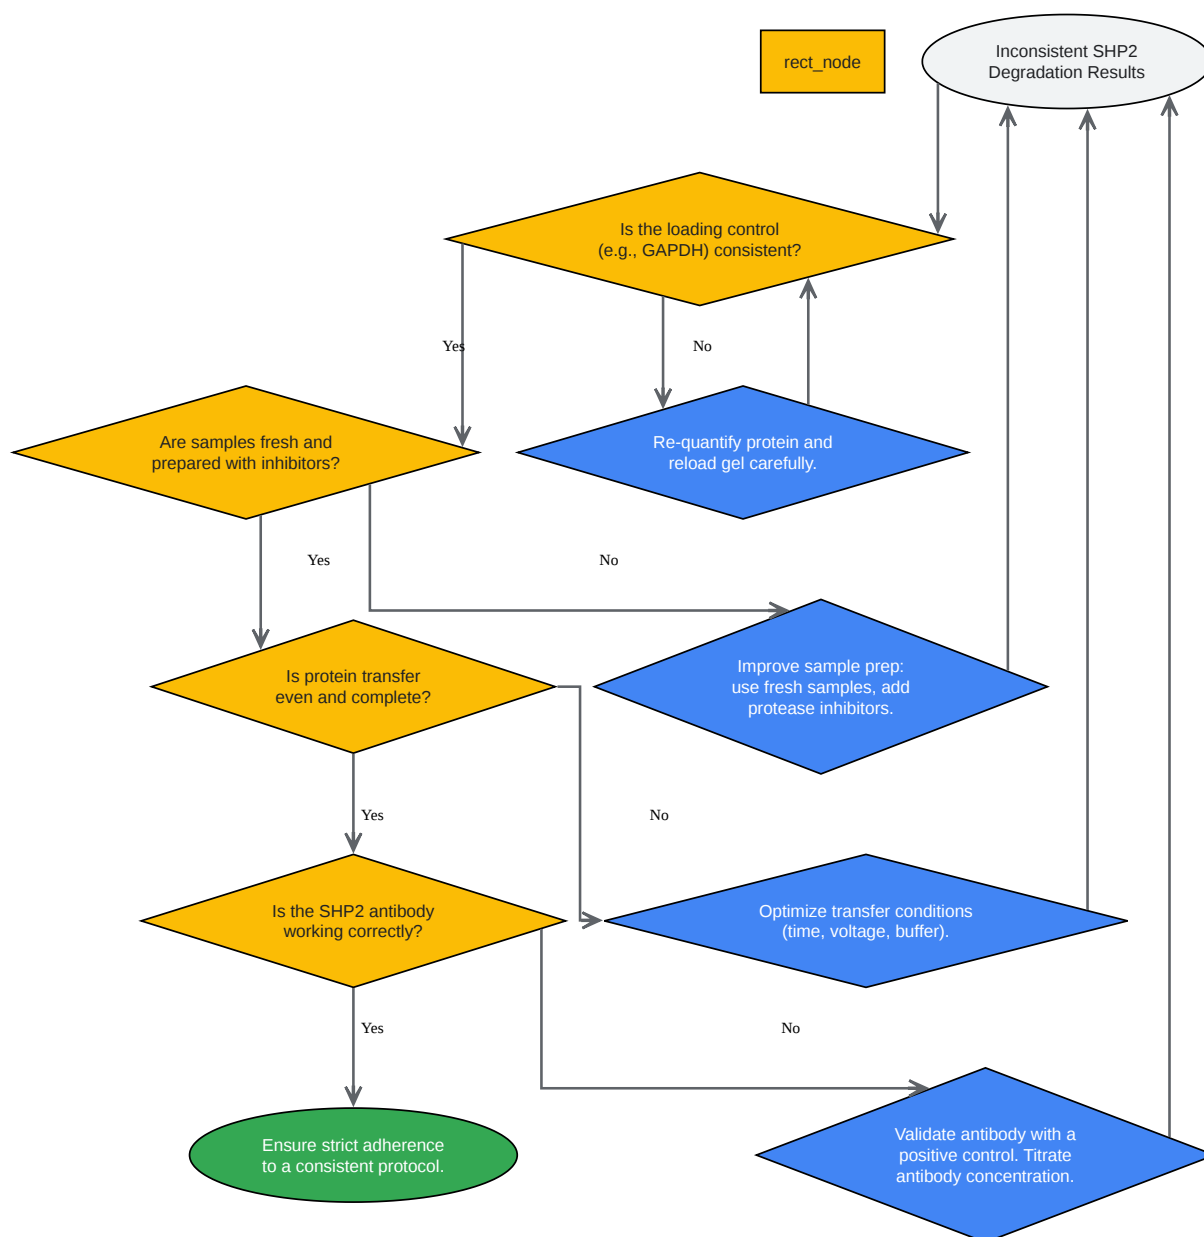 rect_node
Inconsistent SHP2
Degradation Results
Is the loading control
(e.g., GAPDH) consistent?
Yes
No
Are samples fresh and
prepared with inhibitors?
Re-quantify protein and
reload gel carefully.
Yes
No
Is protein transfer
even and complete?
Improve sample prep:
use fresh samples, add
protease inhibitors.
Yes
No
Is the SHP2 antibody
working correctly?
Optimize transfer conditions
(time, voltage, buffer).
Yes
No
Ensure strict adherence
to a consistent protocol.
Validate antibody with a
positive control. Titrate
antibody concentration.